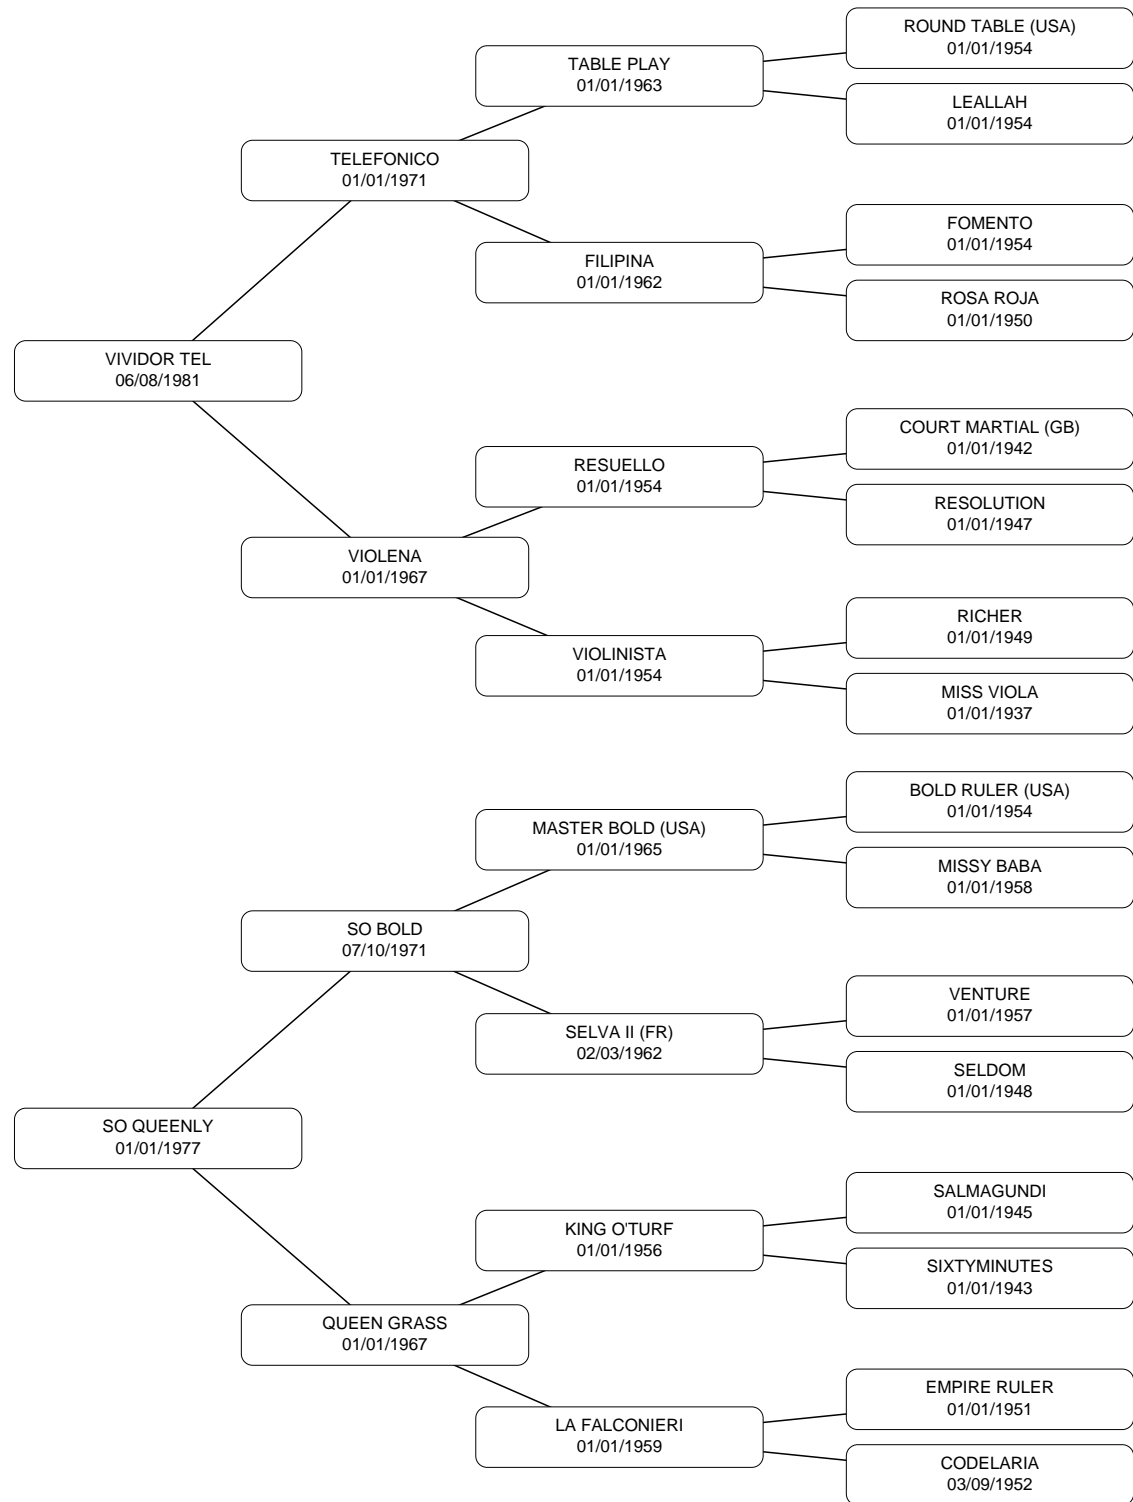 ROUND TABLE (USA)
01/01/1954
TABLE PLAY
01/01/1963
LEALLAH
01/01/1954
TELEFONICO
01/01/1971
FOMENTO
01/01/1954
FILIPINA
01/01/1962
ROSA ROJA
01/01/1950
VIVIDOR TEL
06/08/1981
COURT MARTIAL (GB)
01/01/1942
RESUELLO
01/01/1954
RESOLUTION
01/01/1947
VIOLENA
01/01/1967
RICHER
01/01/1949
VIOLINISTA
01/01/1954
MISS VIOLA
01/01/1937
BOLD RULER (USA)
01/01/1954
MASTER BOLD (USA)
01/01/1965
MISSY BABA
01/01/1958
SO BOLD
07/10/1971
VENTURE
01/01/1957
SELVA II (FR)
02/03/1962
SELDOM
01/01/1948
SO QUEENLY
01/01/1977
SALMAGUNDI
01/01/1945
KING O'TURF
01/01/1956
SIXTYMINUTES
01/01/1943
QUEEN GRASS
01/01/1967
EMPIRE RULER
01/01/1951
LA FALCONIERI
01/01/1959
CODELARIA
03/09/1952